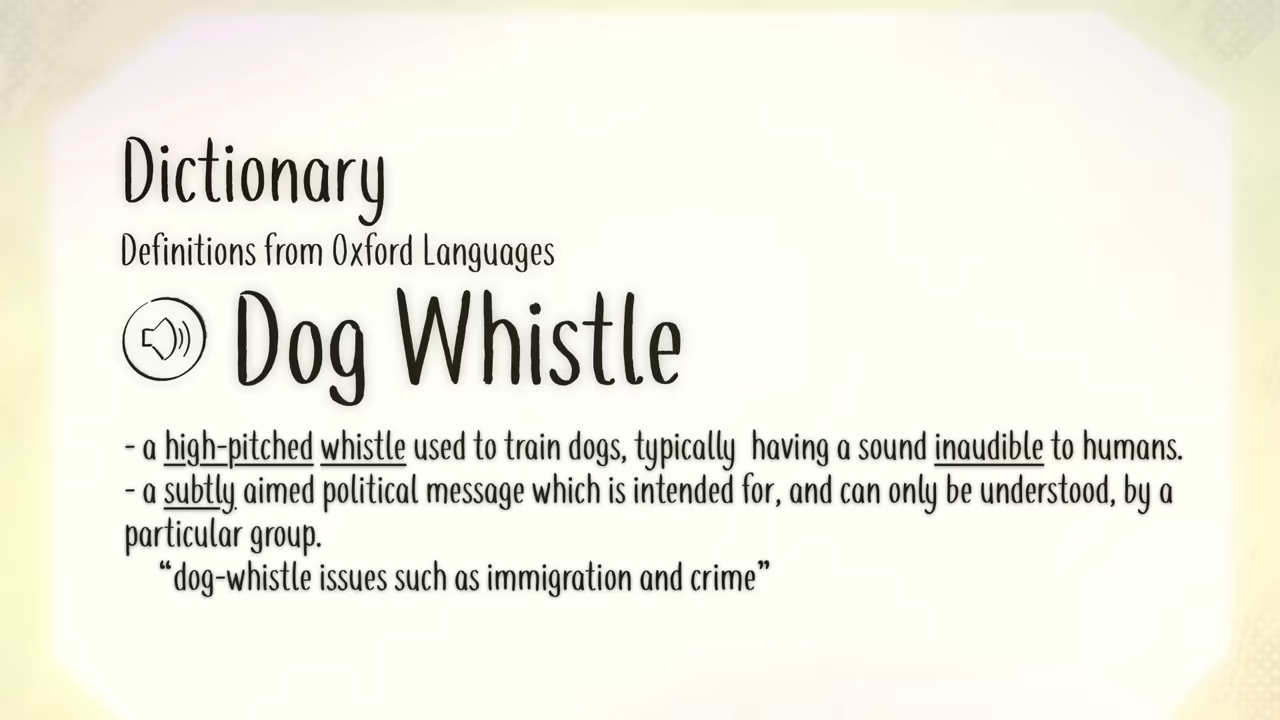 Dictionary
Definitions from Oxford Languages
Dog Whistle
- a high-pitched whistle used to train dogs, typically having a sound inaudible to humans.
- a subtly aimed political message which is intended for, and can only be understood, by a
particular group.
“dog-whistle issues such as immigration and crime”